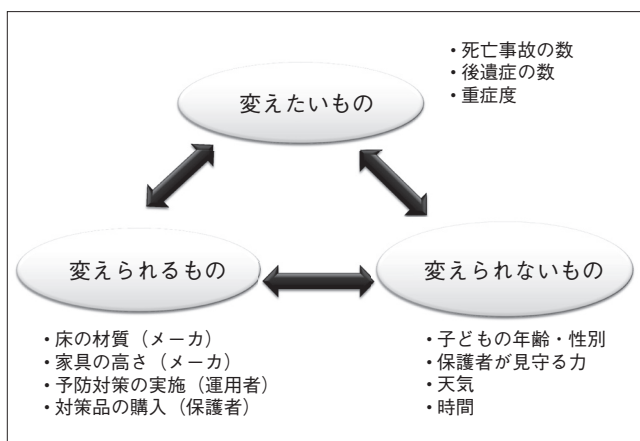 ・死亡事故の数
・後遺症の数
・重症度
変えたいもの
変えられるもの
変えられないもの
・床の材質（メーカ）
・家具の高さ（メーカ）
・予防対策の実施（運用者）
・対策品の購入（保護者）
・子どもの年齢・性別
・保護者が見守る力
・天気
・時間